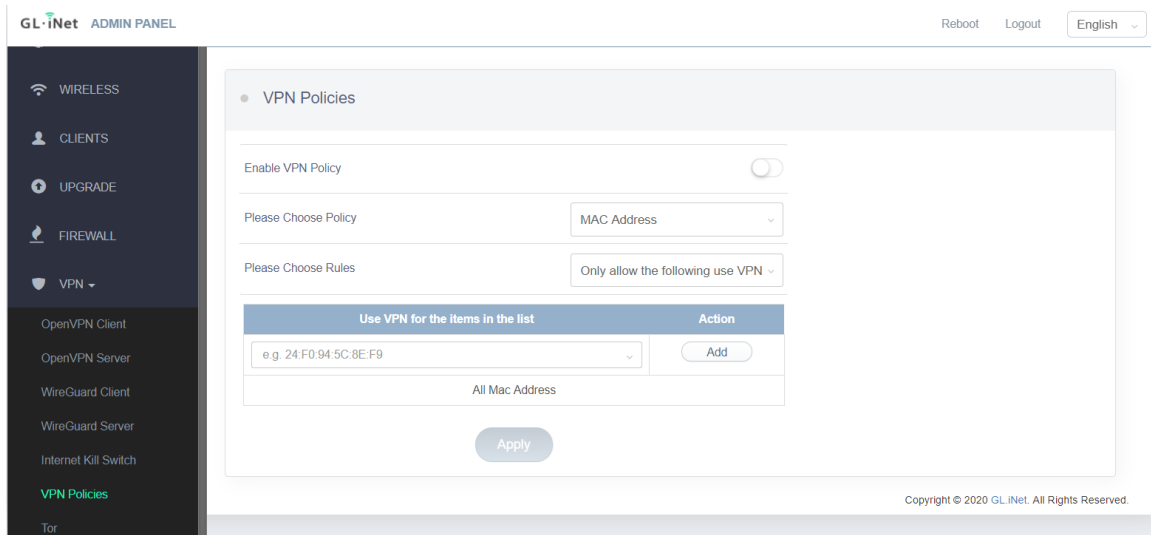 GL·iNet ADMIN PANEL
Reboot Logout English
WIRELESS
CLIENTS
UPGRADE
FIREWALL
VPN
OpenVPN Client
OpenVPN Server
WireGuard Client
WireGuard Server
Internet Kill Switch
VPN Policies
Tor
VPN Policies
Enable VPN Policy
Please Choose Policy MAC Address
Please Choose Rules Only allow the following use VPN
Use VPN for the items in the list Action
e.g. 24:F0:94:5C:8E:F9 Add
All Mac Address
Apply
Copyright © 2020 GL.iNet. All Rights Reserved.